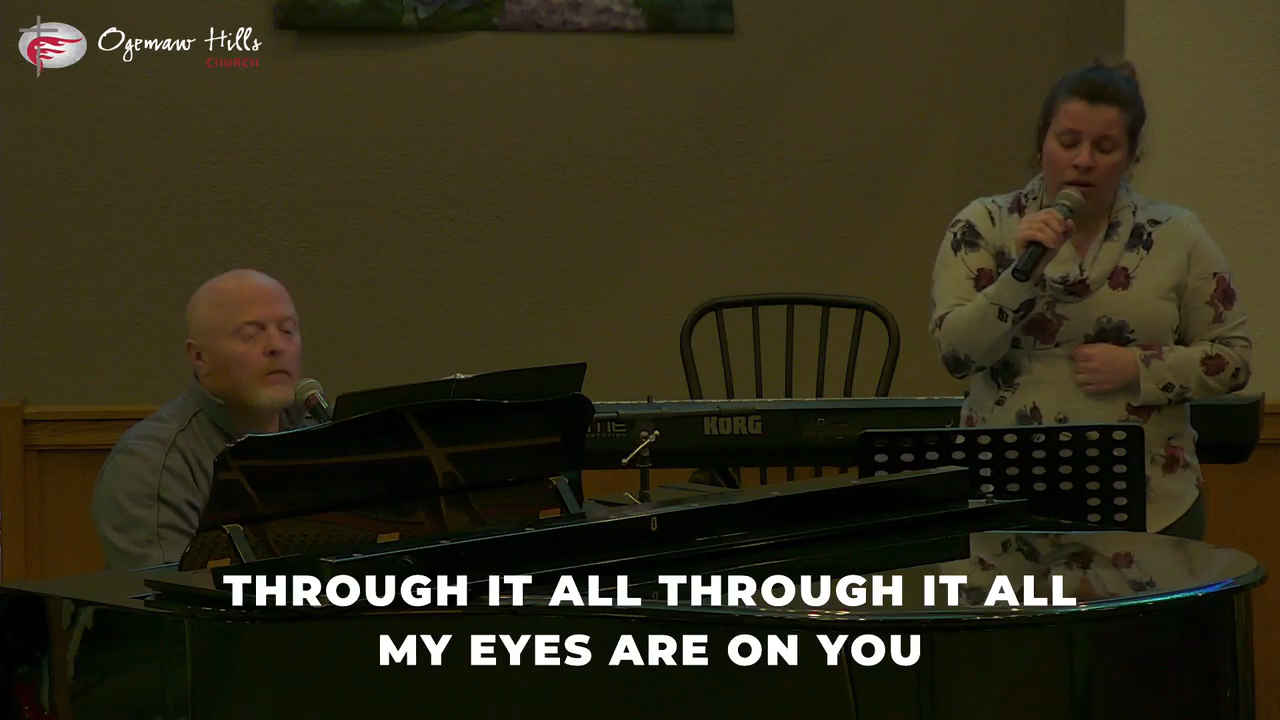 Ogemaw Hills
CHURCH
KORG
THROUGH IT ALL THROUGH IT ALL
MY EYES ARE ON YOU